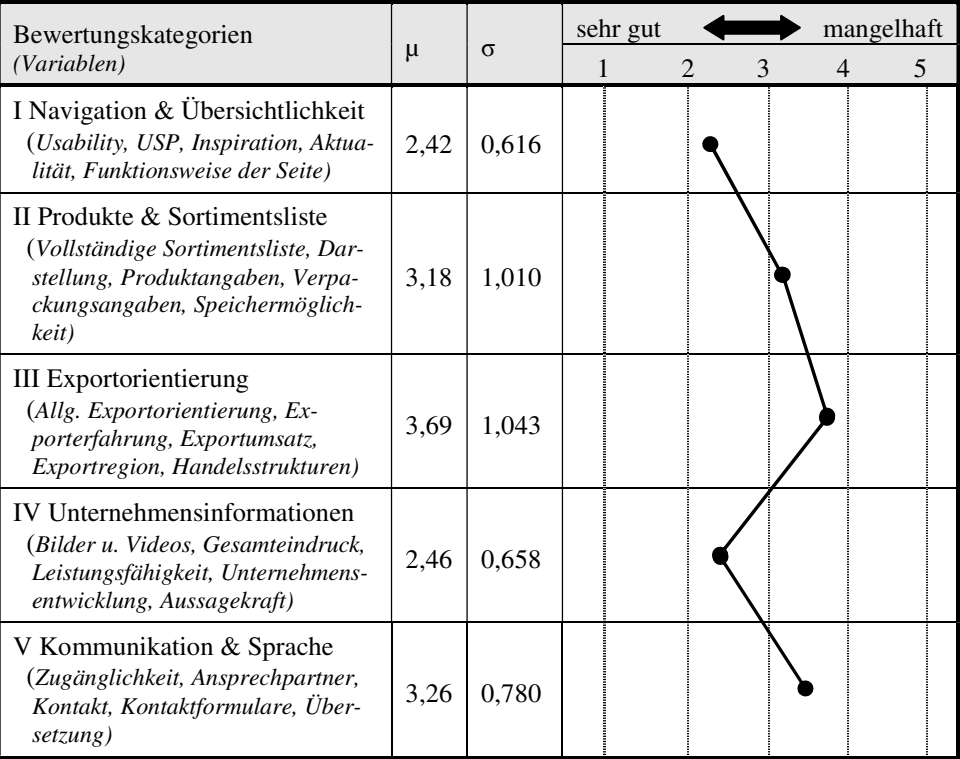 Bewertungskategorien
(Variablen)
μ
σ
sehr gut
mangelhaft
1 2 3 4 5
I Navigation & Übersichtlichkeit
(Usability, USP, Inspiration, Aktua-
lität, Funktionsweise der Seite)
2,42
0,616
II Produkte & Sortimentsliste
(Vollständige Sortimentsliste, Dar-
stellung, Produktangaben, Verpa-
ckungsangaben, Speichermöglich-
keit)
3,18
1,010
III Exportorientierung
(Allg. Exportorientierung, Ex-
porterfahrung, Exportumsatz,
Exportregion, Handelsstrukturen)
3,69
1,043
IV Unternehmensinformationen
(Bilder u. Videos, Gesamteindruck,
Leistungsfähigkeit, Unternehmens-
entwicklung, Aussagekraft)
2,46
0,658
V Kommunikation & Sprache
(Zugänglichkeit, Ansprechpartner,
Kontakt, Kontaktformulare, Über-
setzung)
3,26
0,780